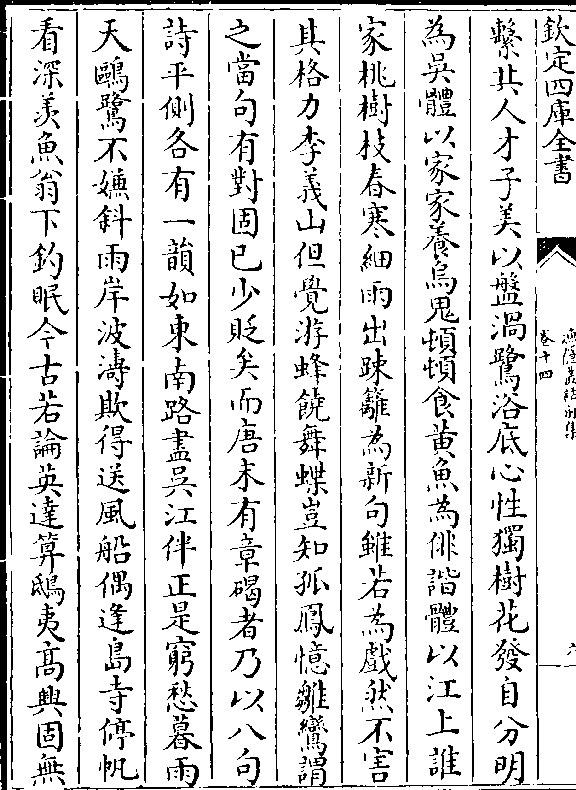 欽定四庫全書
卷十四
繫其人才子美以盤渦鷺浴底心性獨樹花發自分明
為吳體以家家養烏鬼頓頓食黃魚為俳諧體以江上誰
家桃樹枝春寒細雨出疎籬為新句雖若為戲然不害
其格力李義山但覺游蜂饒舞蝶豈知孤鳳憶離鸞謂
之當句有對固已少貶矣而唐末有章碣者乃以八句
詩平側各有一韻如東南路盡吳江伴正是窮愁暮雨
天鷗鷺不嫌斜雨岸波濤欺得送風船偶逢島寺停帆
看深羡魚翁下釣眠今古若論英達算鴟夷髙興固無